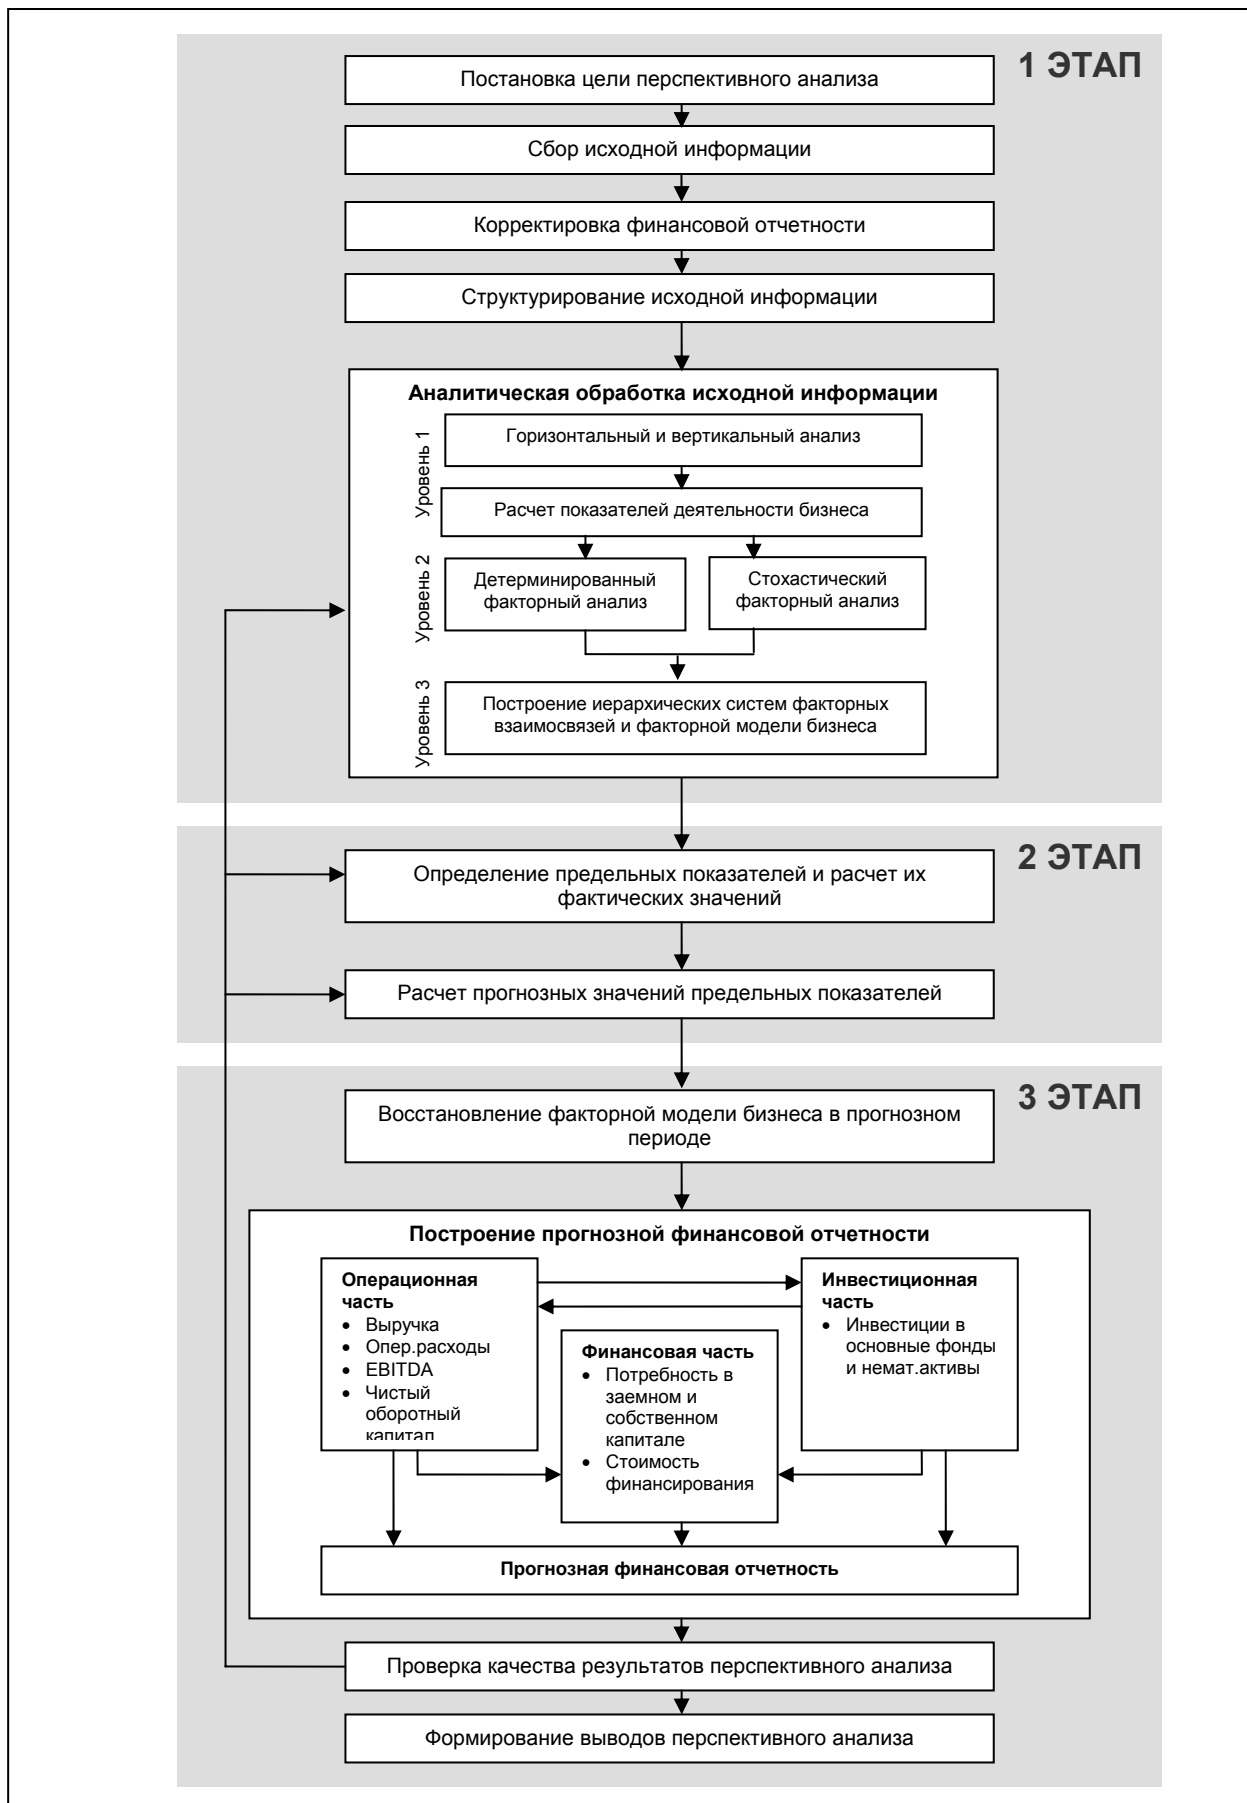 1 ЭТАП
Постановка цели перспективного анализа
Сбор исходной информации
Корректировка финансовой отчетности
Структурирование исходной информации
Аналитическая обработка исходной информации
Уровень 1
Горизонтальный и вертикальный анализ
Расчет показателей деятельности бизнеса
Уровень 2
Детерминированный
факторный анализ
Стохастический
факторный анализ
Уровень 3
Построение иерархических систем факторных
взаимосвязей и факторной модели бизнеса
2 ЭТАП
Определение предельных показателей и расчет их
фактических значений
Расчет прогнозных значений предельных показателей
3 ЭТАП
Восстановление факторной модели бизнеса в прогнозном
периоде
Построение прогнозной финансовой отчетности
Операционная
часть
• Выручка
• Опер.расходы
• EBITDA
• Чистый
оборотный
капитал
Финансовая часть
• Потребность в
заемном и
собственном
капитале
• Стоимость
финансирования
Инвестиционная
часть
• Инвестиции в
основные фонды
и немат.активы
Прогнозная финансовая отчетность
Проверка качества результатов перспективного анализа
Формирование выводов перспективного анализа